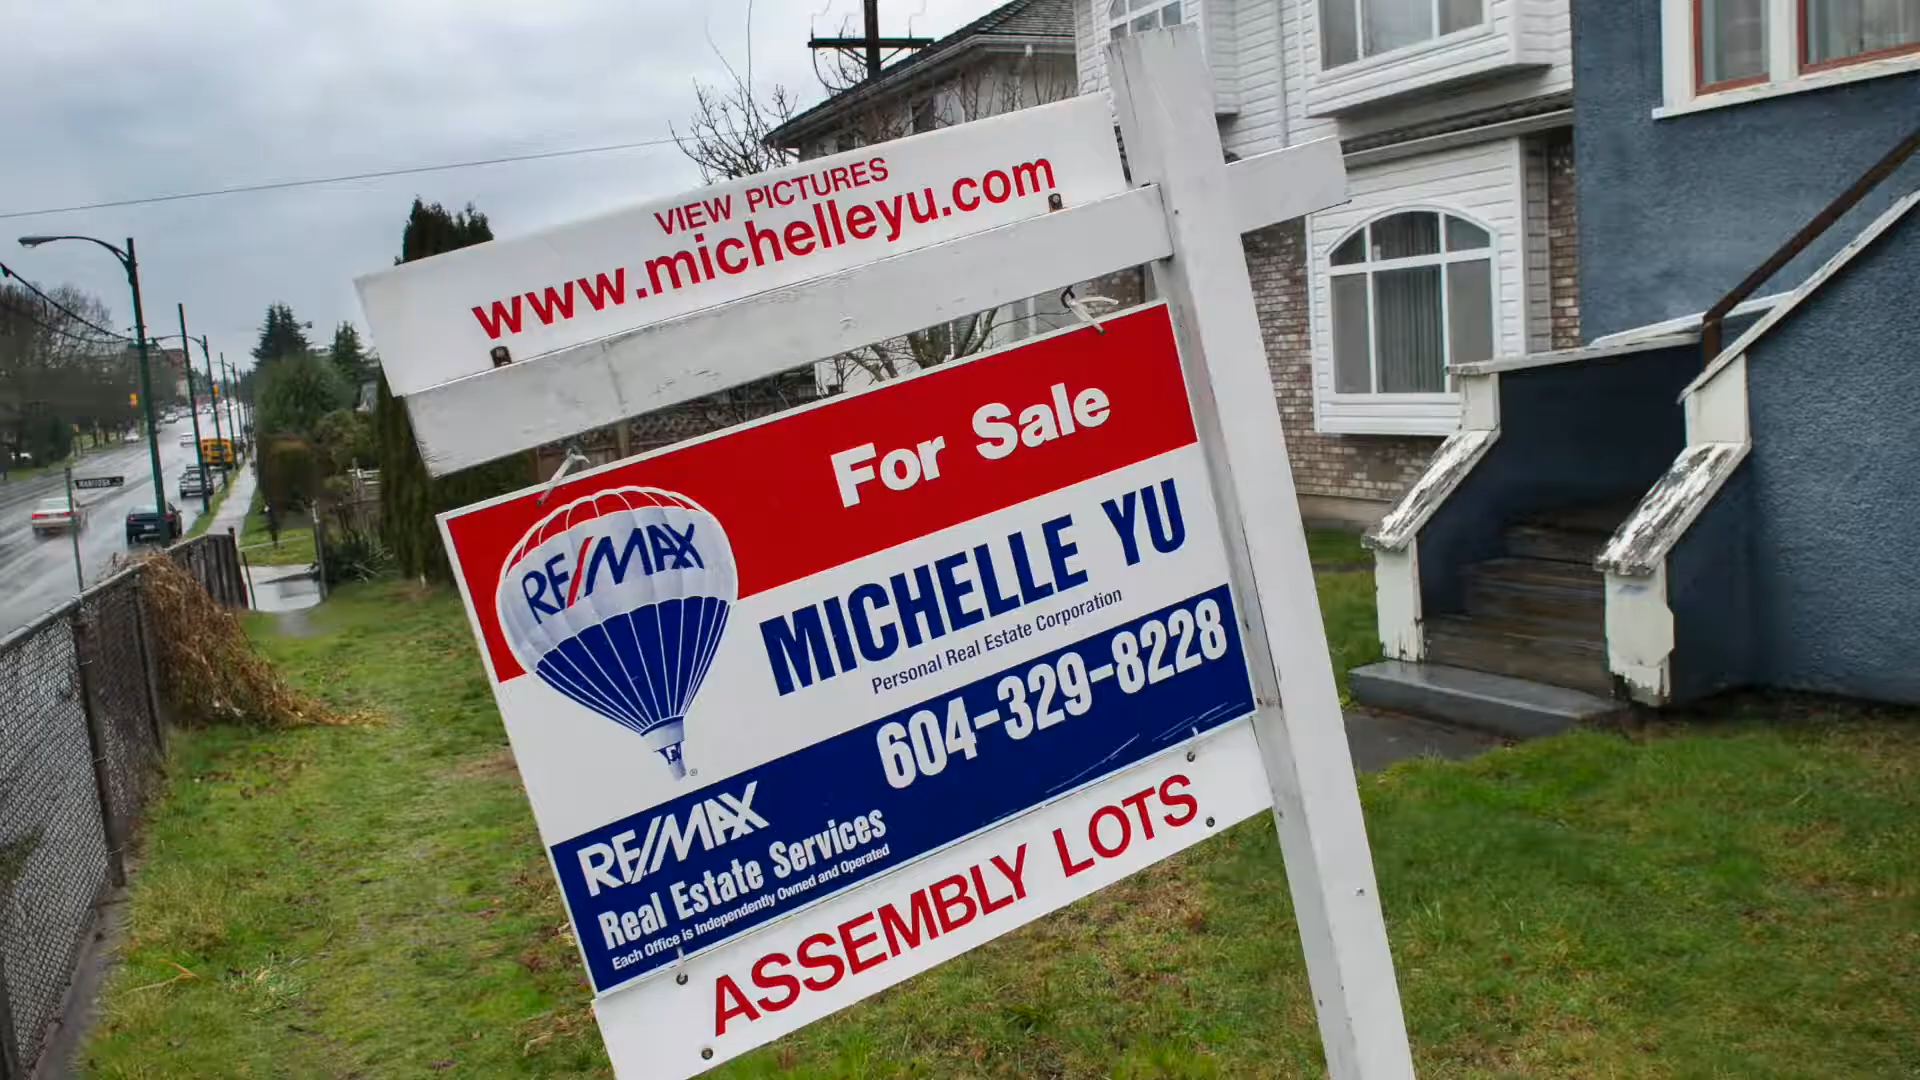 VIEW PICTURES
www.michelleyu.com
For Sale
RE/MAX
MICHELLE YU
Personal Real Estate Corporation
604-329-8228
RE/MAX
Real Estate Services
Each Office is Independently Owned and Operated
ASSEMBLY LOTS